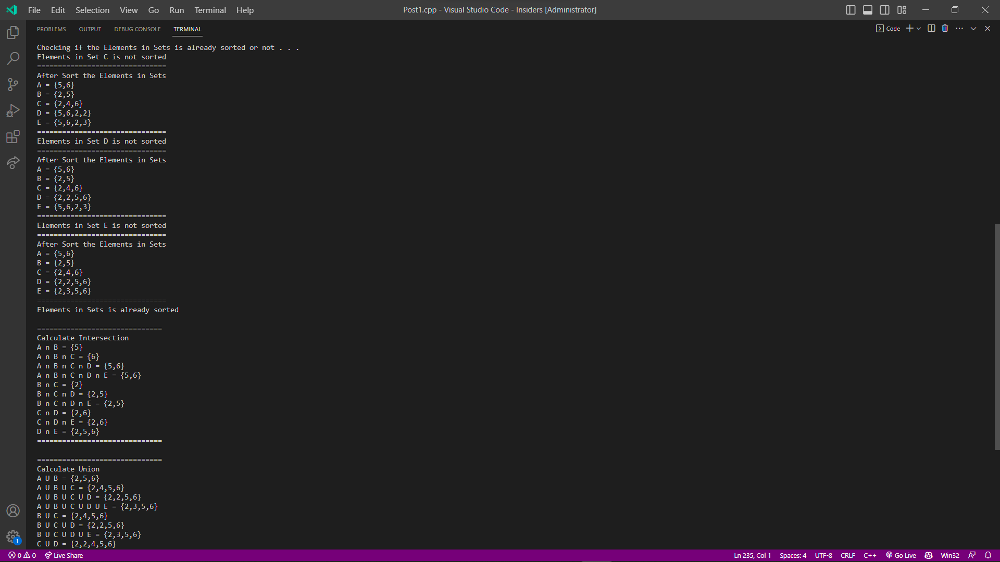 File Edit Selection View Go Run Terminal Help
Post1.cpp - Visual Studio Code - Insiders [Administrator]
PROBLEMS OUTPUT DEBUG CONSOLE TERMINAL
Code
Checking if the Elements in Sets is already sorted or not . . .
Elements in Set C is not sorted
===============================
After Sort the Elements in Sets
A = {5,6}
B = {2,5}
C = {2,4,6}
D = {5,6,2,2}
E = {5,6,2,3}
===============================
Elements in Set D is not sorted
===============================
After Sort the Elements in Sets
A = {5,6}
B = {2,5}
C = {2,4,6}
D = {2,2,5,6}
E = {5,6,2,3}
===============================
Elements in Set E is not sorted
===============================
After Sort the Elements in Sets
A = {5,6}
B = {2,5}
C = {2,4,6}
D = {2,2,5,6}
E = {2,3,5,6}
===============================
Elements in Sets is already sorted
==============================
Calculate Intersection
A n B = {5}
A n B n C = {6}
A n B n C n D = {5,6}
A n B n C n D n E = {5,6}
B n C = {2}
B n C n D = {2,5}
B n C n D n E = {2,5}
C n D = {2,6}
C n D n E = {2,6}
D n E = {2,5,6}
==============================
==============================
Calculate Union
A U B = {2,5,6}
A U B U C = {2,4,5,6}
A U B U C U D = {2,2,5,6}
A U B U C U D U E = {2,3,5,6}
B U C = {2,4,5,6}
B U C U D = {2,2,5,6}
B U C U D U E = {2,3,5,6}
C U D = {2,2,4,5,6}
1
0 0 Live Share
Ln 235, Col 1 Spaces: 4 UTF-8 CRLF C++ Go Live Win32